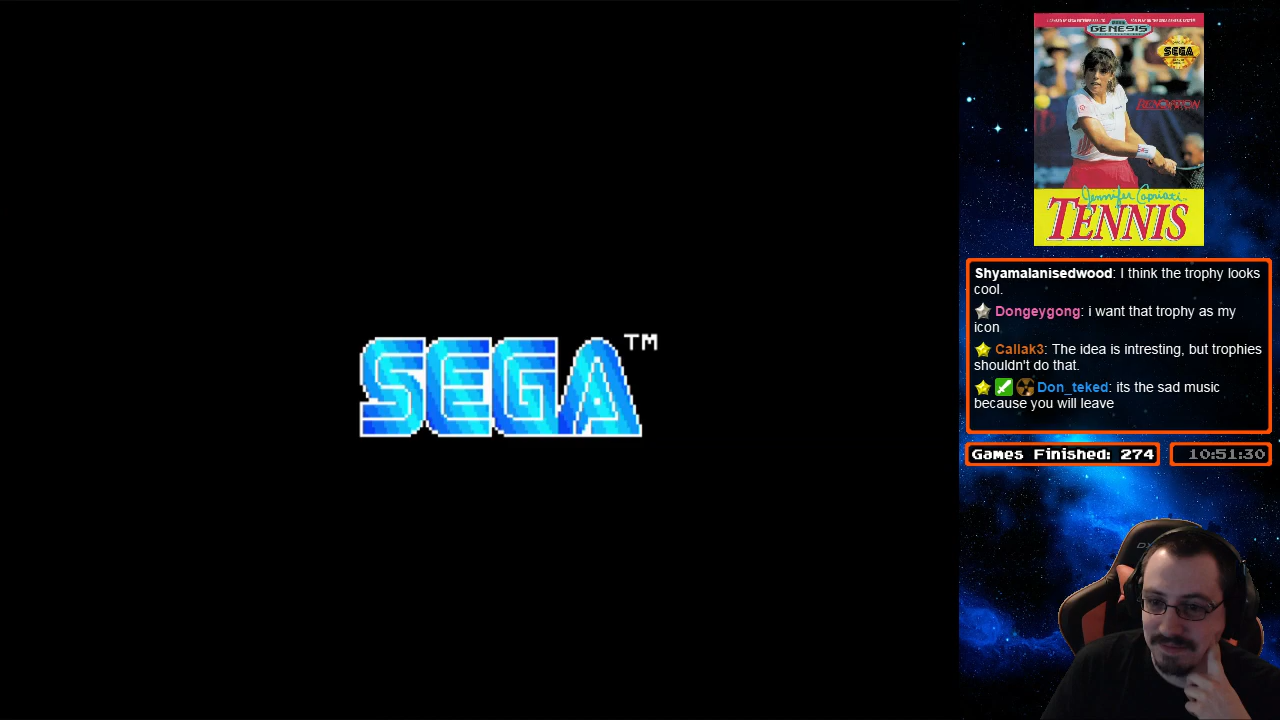 SEGA™
GENESIS
SEGA
RENOVATION
Jennifer Capriati
TENNIS
Shyamalanisedwood: I think the trophy looks
cool.
Dongeygong: i want that trophy as my
icon
Callak3: The idea is intresting, but trophies
shouldn't do that.
Don_teked: its the sad music
because you will leave
Games Finished: 274
10:51:30